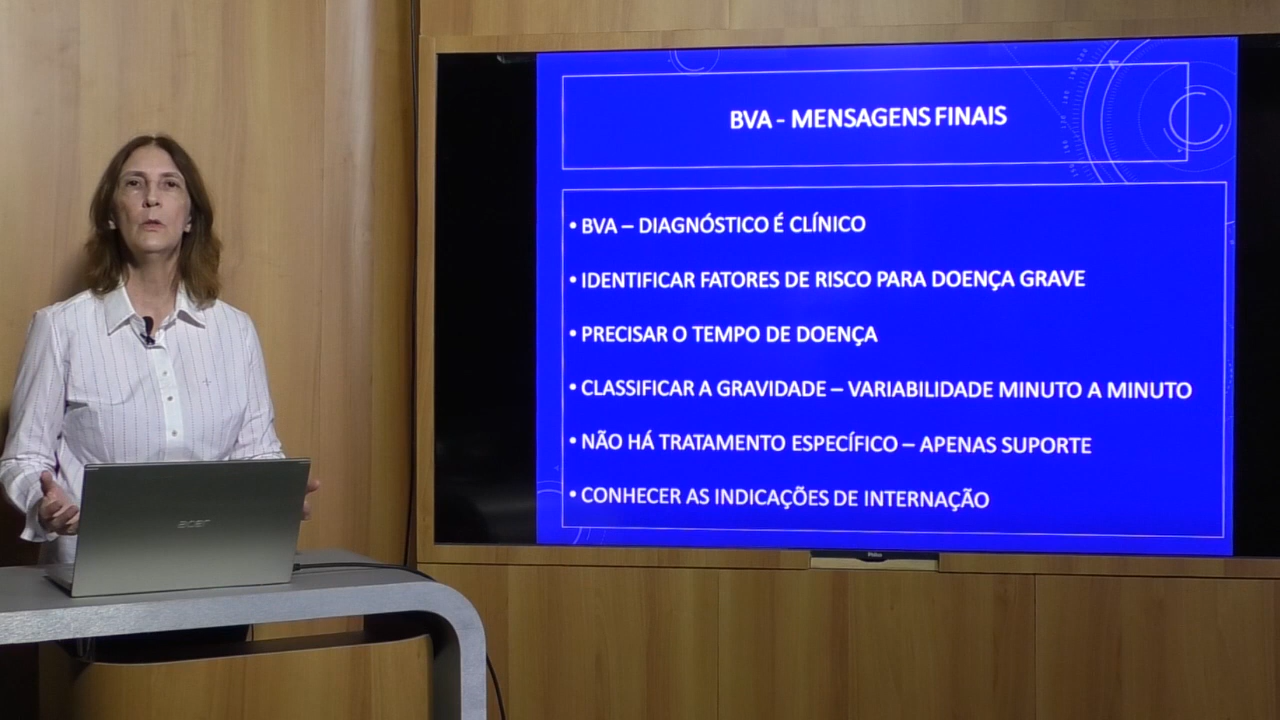 BVA - MENSAGENS FINAIS
• BVA – DIAGNÓSTICO É CLÍNICO
• IDENTIFICAR FATORES DE RISCO PARA DOENÇA GRAVE
• PRECISAR O TEMPO DE DOENÇA
• CLASSIFICAR A GRAVIDADE – VARIABILIDADE MINUTO A MINUTO
• NÃO HÁ TRATAMENTO ESPECÍFICO – APENAS SUPORTE
• CONHECER AS INDICAÇÕES DE INTERNAÇÃO
acer
Philco